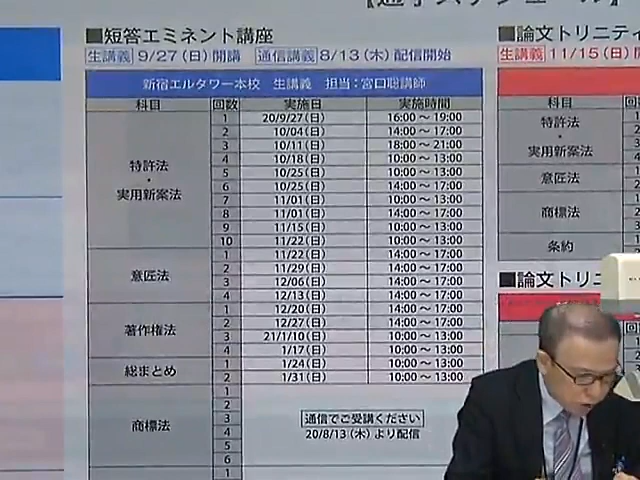 ■短答エミネント講座
生講義 9/27(日)開講 通信講義 8/13(木)配信開始
新宿エルタワー本校 生講義 担当:宮口聡講師
科目 回数 実施日 実施時間
特許法・実用新案法
1 20/9/27(日) 16:00〜19:00
2 10/04(日) 14:00〜17:00
3 10/11(日) 18:00〜21:00
4 10/18(日) 10:00〜13:00
5 10/25(日) 10:00〜13:00
6 10/25(日) 14:00〜17:00
7 11/01(日) 10:00〜13:00
8 11/01(日) 14:00〜17:00
9 11/15(日) 10:00〜13:00
10 11/22(日) 10:00〜13:00
意匠法
1 11/22(日) 14:00〜17:00
2 11/29(日) 14:00〜17:00
3 12/06(日) 14:00〜17:00
4 12/13(日) 14:00〜17:00
著作権法
1 12/20(日) 14:00〜17:00
2 12/27(日) 14:00〜17:00
3 21/1/10(日) 10:00〜13:00
4 1/17(日) 10:00〜13:00
総まとめ
1 1/24(日) 10:00〜13:00
2 1/31(日) 10:00〜13:00
商標法
1
2
3
4
5
6
通信でご受講ください
20/8/13(木)より配信
1
■論文トリニティ
生講義 11/15(日)
科目
特許法・実用新案法
意匠法
商標法
条約
■論文トリニ